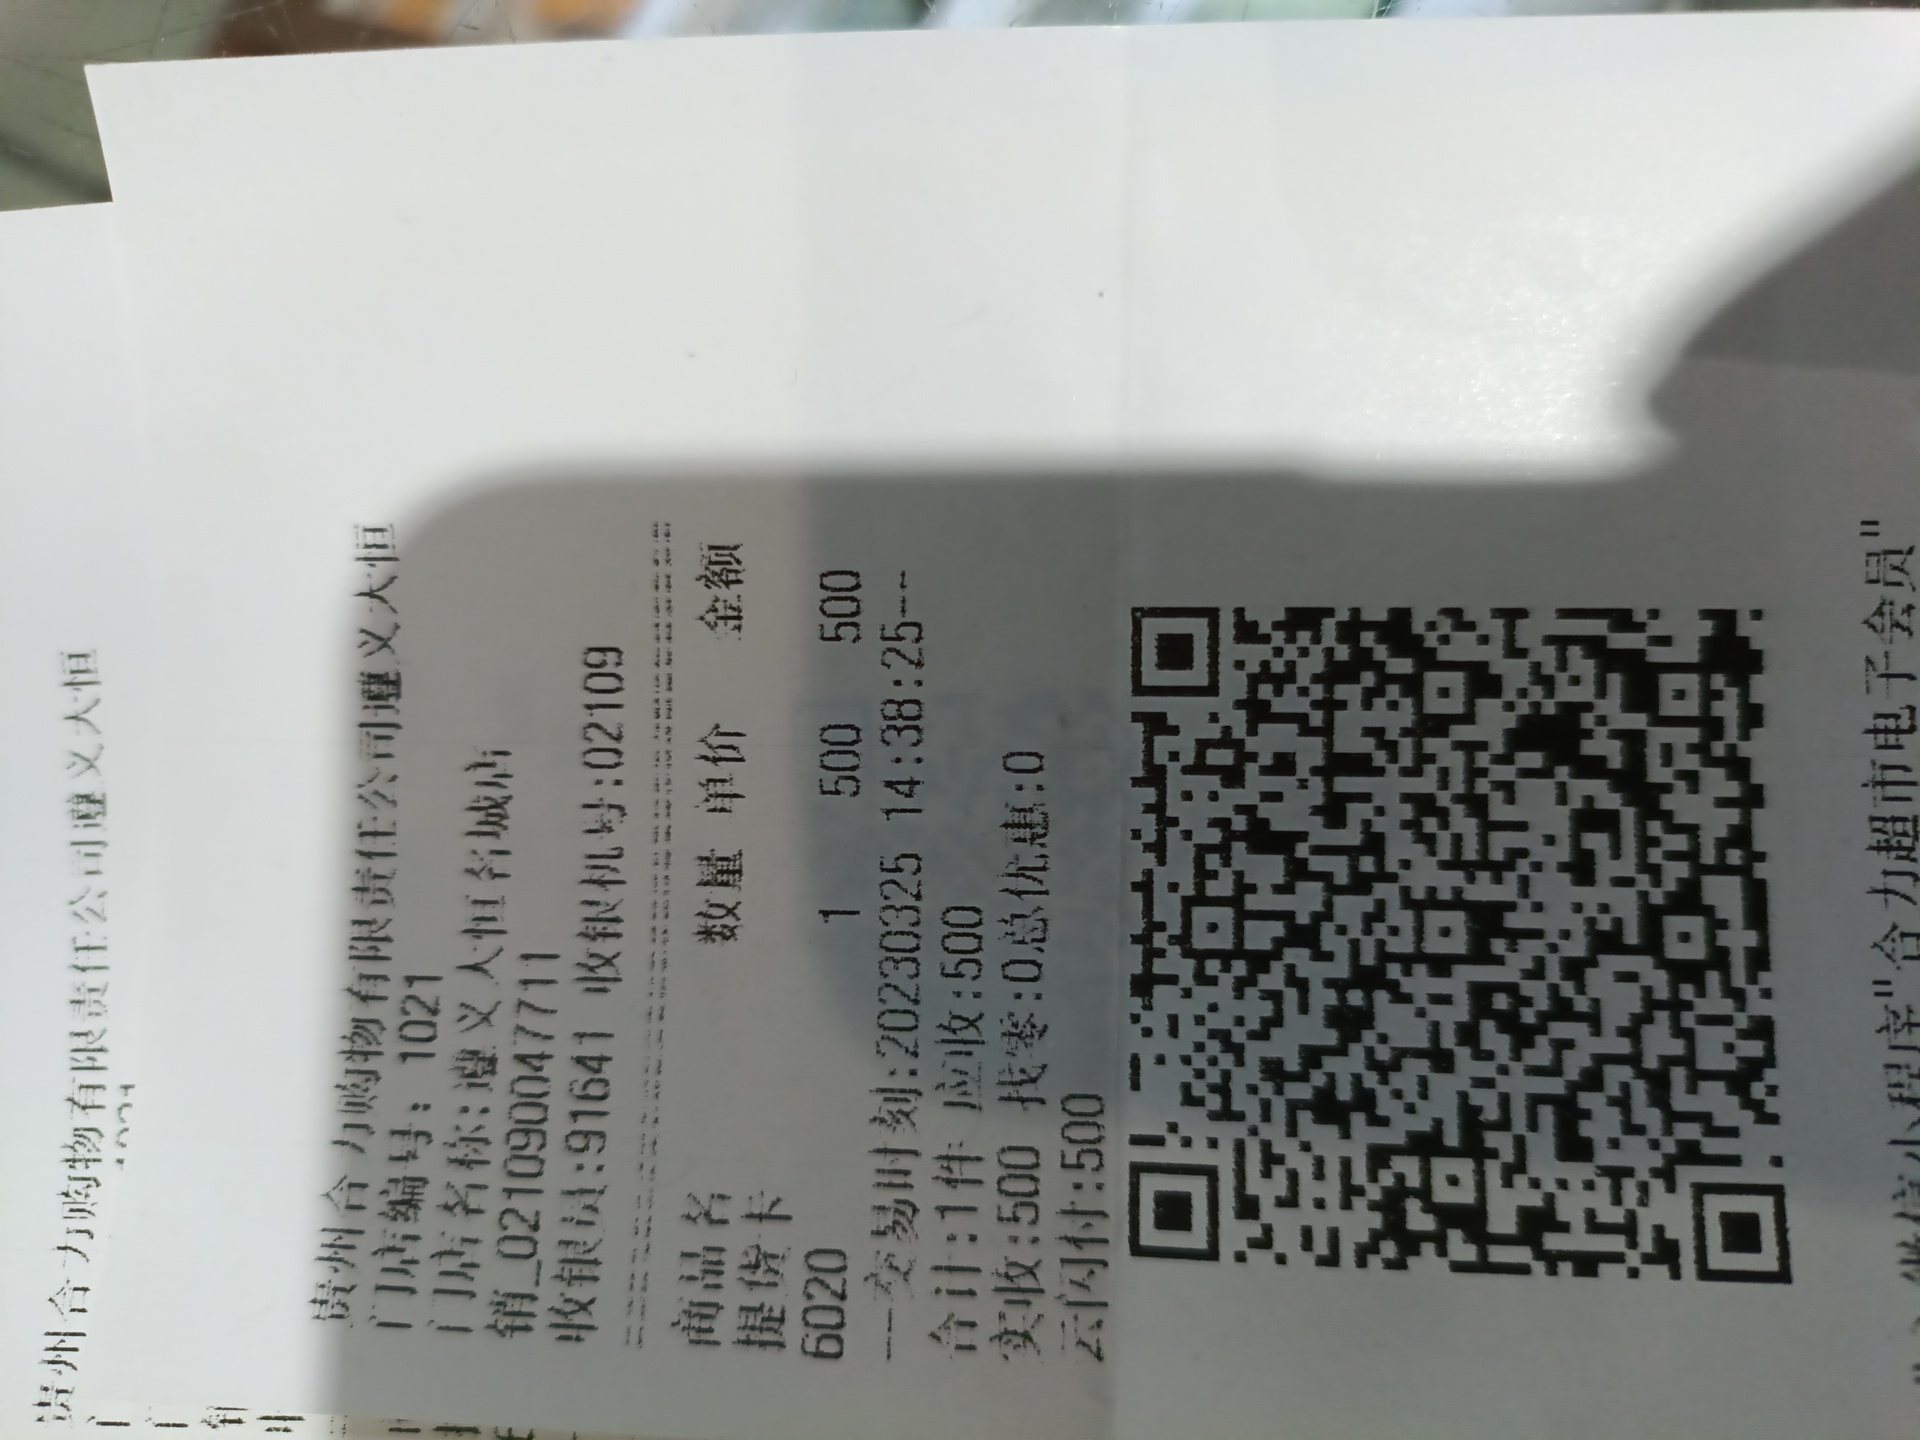 贵州合力购物有限责任公司遵义大恒
贵州合力购物有限责任公司遵义大恒
门店编号: 1021
门店名称:遵义大恒名城店
销_021090047711
收银员:91641 收银机号:02109
商品名 数量 单价 金额
提货卡
6020 1 500 500
---交易时刻:20230325 14:38:25---
合计:1件 应收:500
实收:500 找零:0总优惠:0
云闪付:500
微信小程序"合力超市电子会员"